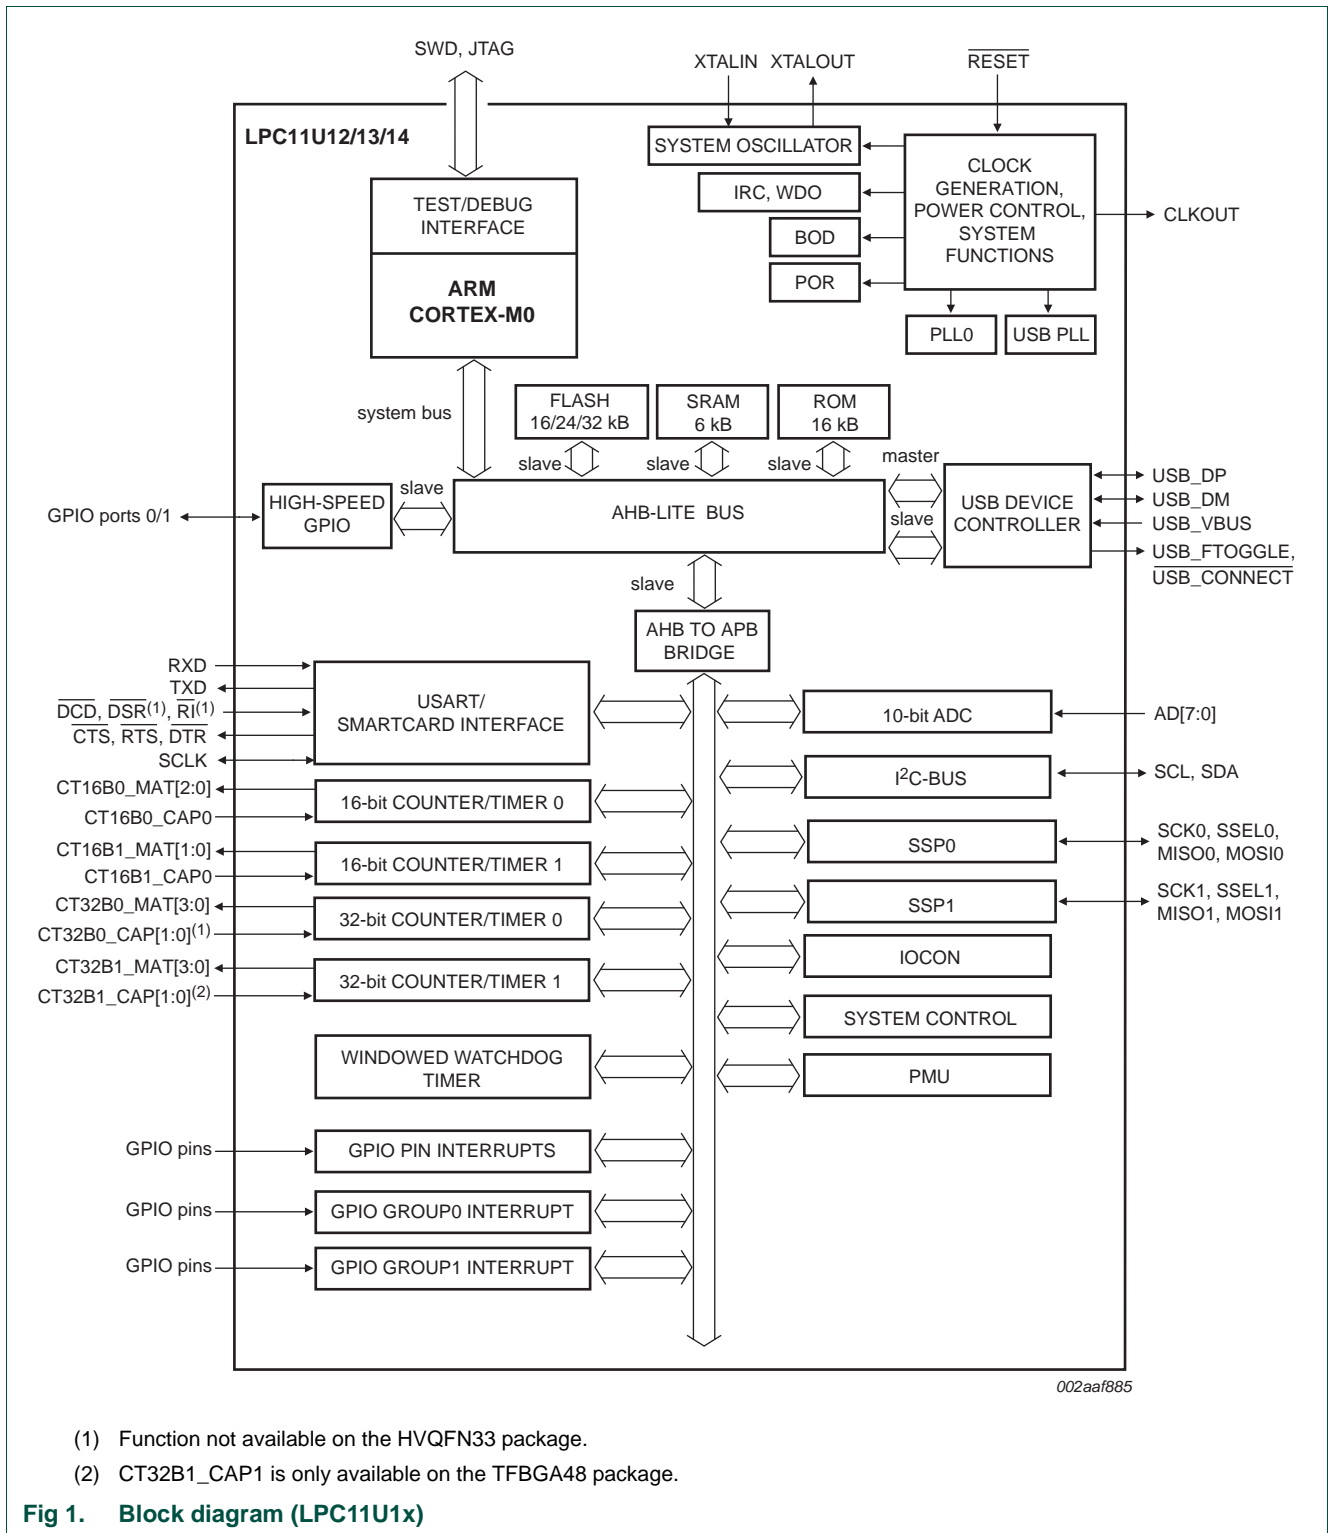 SWD, JTAG
XTALIN XTALOUT
RESET
LPC11U12/13/14
SYSTEM OSCILLATOR
IRC, WDO
BOD
POR
CLOCK
GENERATION,
POWER CONTROL,
SYSTEM
FUNCTIONS
CLKOUT
PLL0
USB PLL
TEST/DEBUG
INTERFACE
ARM
CORTEX-M0
system bus
FLASH
16/24/32 kB
SRAM
6 kB
ROM
16 kB
slave
slave
slave
master
slave
slave
GPIO ports 0/1
HIGH-SPEED
GPIO
AHB-LITE BUS
USB DEVICE
CONTROLLER
USB_DP
USB_DM
USB_VBUS
USB_FTOGGLE,
USB_CONNECT
slave
AHB TO APB
BRIDGE
RXD
TXD
DCD, DSR(1), RI(1)
CTS, RTS, DTR
SCLK
USART/
SMARTCARD INTERFACE
CT16B0_MAT[2:0]
CT16B0_CAP0
16-bit COUNTER/TIMER 0
CT16B1_MAT[1:0]
CT16B1_CAP0
16-bit COUNTER/TIMER 1
CT32B0_MAT[3:0]
CT32B0_CAP[1:0](1)
32-bit COUNTER/TIMER 0
CT32B1_MAT[3:0]
CT32B1_CAP[1:0](2)
32-bit COUNTER/TIMER 1
WINDOWED WATCHDOG
TIMER
GPIO pins
GPIO PIN INTERRUPTS
GPIO pins
GPIO GROUP0 INTERRUPT
GPIO pins
GPIO GROUP1 INTERRUPT
10-bit ADC
AD[7:0]
I2C-BUS
SCL, SDA
SSP0
SCK0, SSEL0,
MISO0, MOSI0
SSP1
SCK1, SSEL1,
MISO1, MOSI1
IOCON
SYSTEM CONTROL
PMU
002aaf885
(1) Function not available on the HVQFN33 package.
(2) CT32B1_CAP1 is only available on the TFBGA48 package.
Fig 1. Block diagram (LPC11U1x)